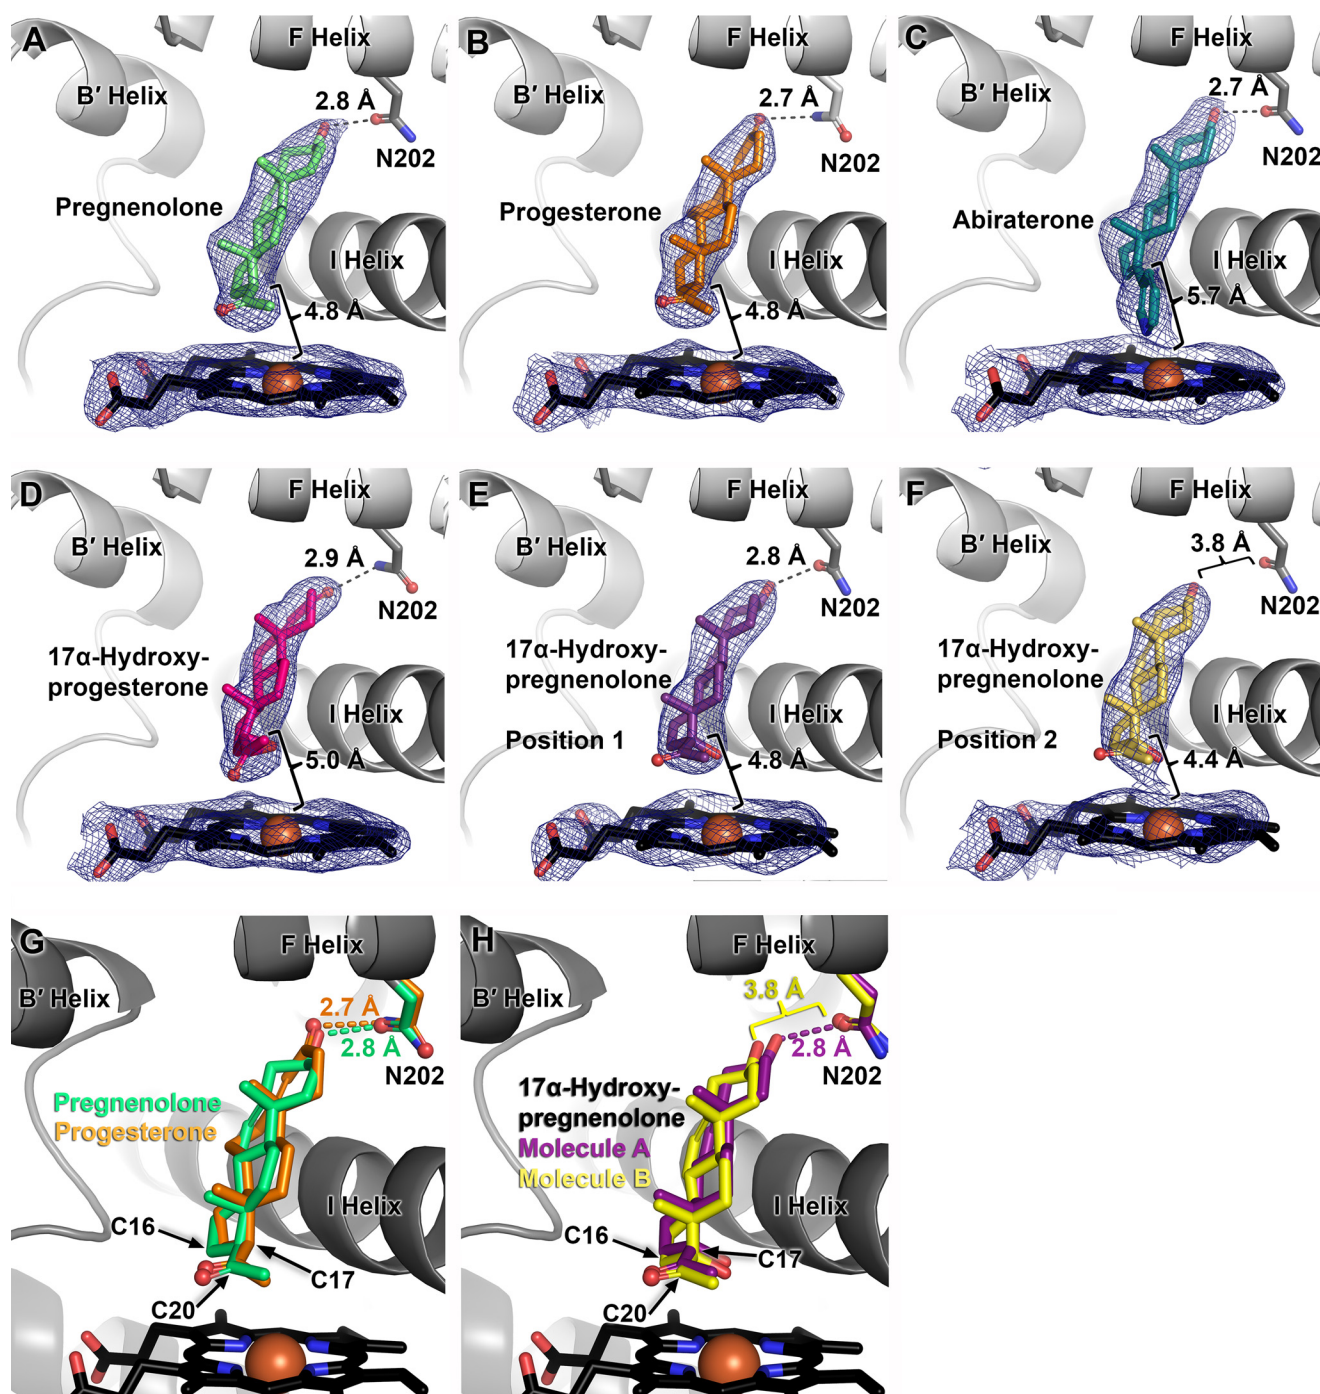 A
F Helix
B′ Helix
2.8 Å
N202
Pregnenolone
I Helix
4.8 Å
B
F Helix
B′ Helix
2.7 Å
N202
Progesterone
I Helix
4.8 Å
C
F Helix
B′ Helix
2.7 Å
N202
Abiraterone
I Helix
5.7 Å
D
F Helix
B′ Helix
2.9 Å
N202
17α-Hydroxy-
progesterone
I Helix
5.0 Å
E
F Helix
B′ Helix
2.8 Å
N202
17α-Hydroxy-
pregnenolone
I Helix
Position 1
4.8 Å
F
F Helix
B′ Helix
3.8 Å
N202
17α-Hydroxy-
pregnenolone
I Helix
Position 2
4.4 Å
G
F Helix
B′ Helix
2.7 Å
2.8 Å
N202
Pregnenolone
Progesterone
I Helix
C16
C17
C20
H
F Helix
B′ Helix
3.8 Å
2.8 Å
N202
17α-Hydroxy-
pregnenolone
Molecule A
Molecule B
I Helix
C16
C17
C20